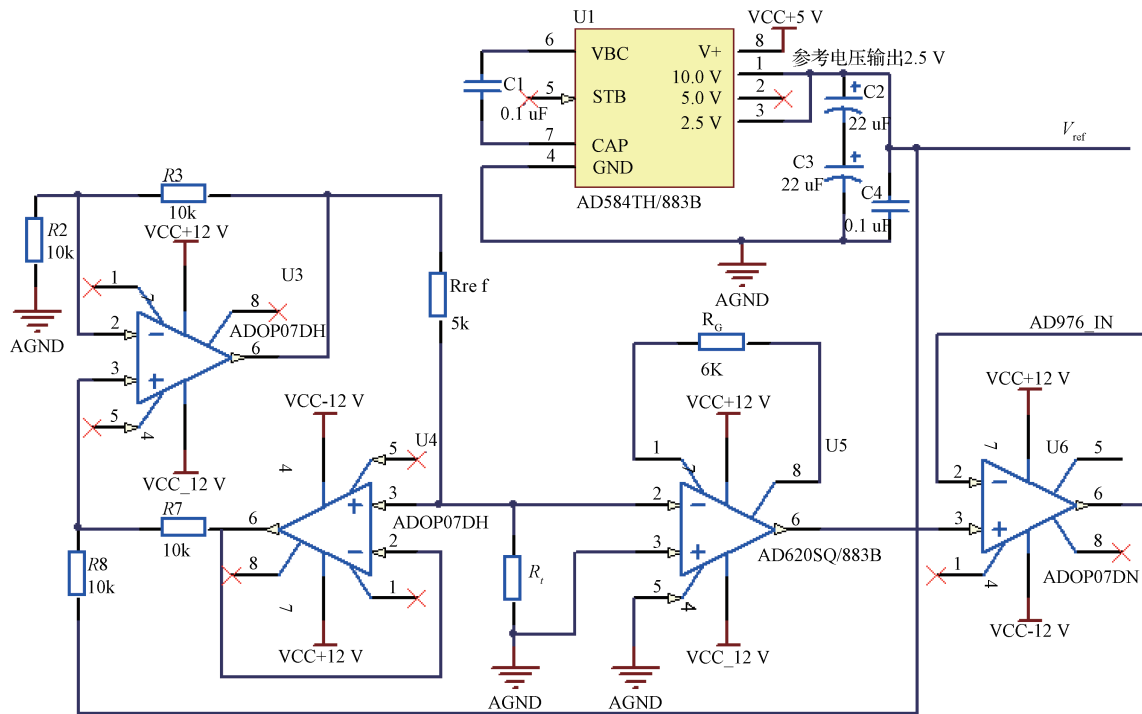 U1
VCC+5 V
6
VBC
V+
8
参考电压输出2.5 V
10.0 V
1
C1
5
STB
5.0 V
2
C2
0.1 uF
2.5 V
3
22 uF
7
CAP
4
GND
C3
22 uF
C4
0.1 uF
Vref
AD584TH/883B
AGND
R3
10k
R2
10k
VCC+12 V
U3
1
7
8
ADOP07DH
2
6
3
5
4
AGND
VCC_12 V
Rre f
5k
VCC-12 V
4
5
U4
3
ADOP07DH
6
2
8
1
7
VCC+12 V
R7
10k
R8
10k
Rt
AGND
RG
6K
VCC+12 V
U5
1
7
8
2
6
3
AD620SQ/883B
5
4
AGND
VCC_12 V
AD976_IN
VCC+12 V
7
U6
5
2
6
3
8
1
4
ADOP07DN
VCC-12 V